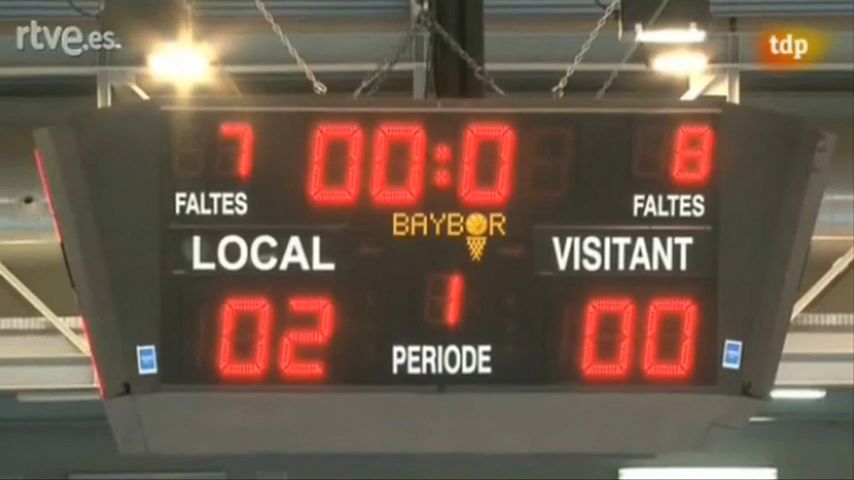 rtve.es.
tdp
7 00:0 8
FALTES FALTES
BAYBOR
LOCAL VISITANT
1
02 00
PERIODE